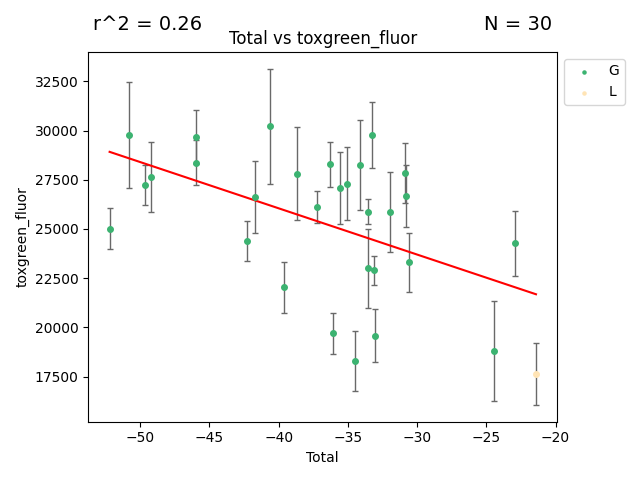 r^2 = 0.26
N = 30
Total vs toxgreen_fluor
G
L
32500
30000
27500
25000
22500
20000
17500
toxgreen_fluor
−50
−45
−40
−35
−30
−25
−20
Total